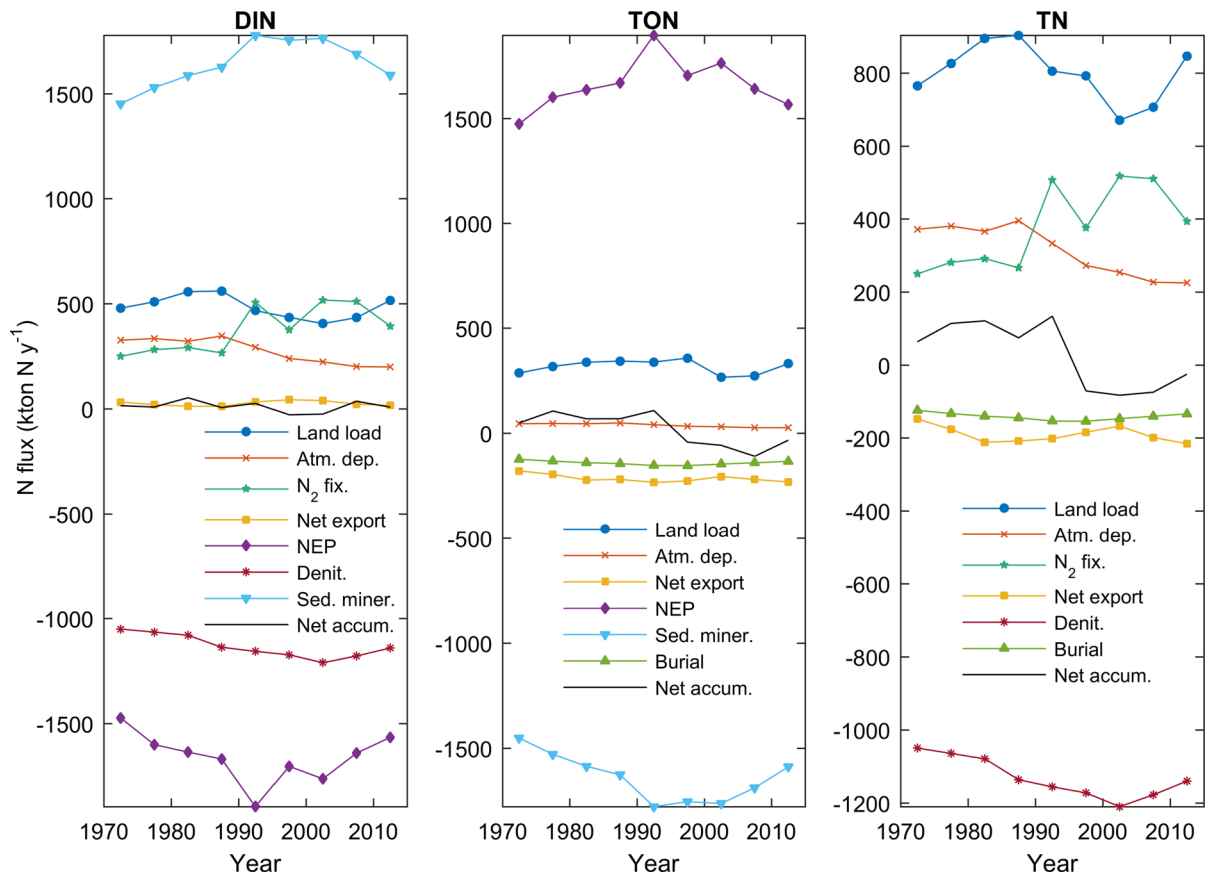 DIN
TON
TN
N flux (kton N y⁻¹)
1500
1000
500
0
-500
-1000
-1500
Land load
Atm. dep.
N₂ fix.
Net export
NEP
Denit.
Sed. miner.
Net accum.
1970
1980
1990
2000
2010
Year
1500
1000
500
0
-500
-1000
-1500
Land load
Atm. dep.
Net export
NEP
Sed. miner.
Burial
Net accum.
1970
1980
1990
2000
2010
Year
800
600
400
200
0
-200
-400
-600
-800
-1000
-1200
Land load
Atm. dep.
N₂ fix.
Net export
Denit.
Burial
Net accum.
1970
1980
1990
2000
2010
Year